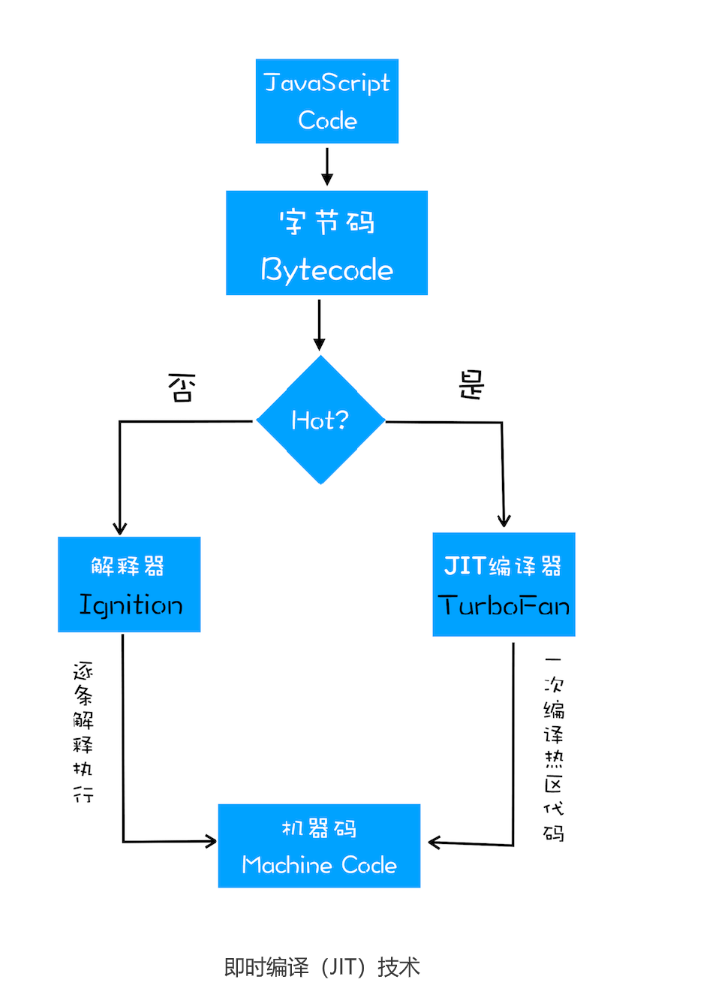 JavaScript
Code
字节码
Bytecode
否
是
Hot?
解释器
Ignition
JIT编译器
TurboFan
逐条解释执行
一次编译热区代码
机器码
Machine Code
即时编译（JIT）技术